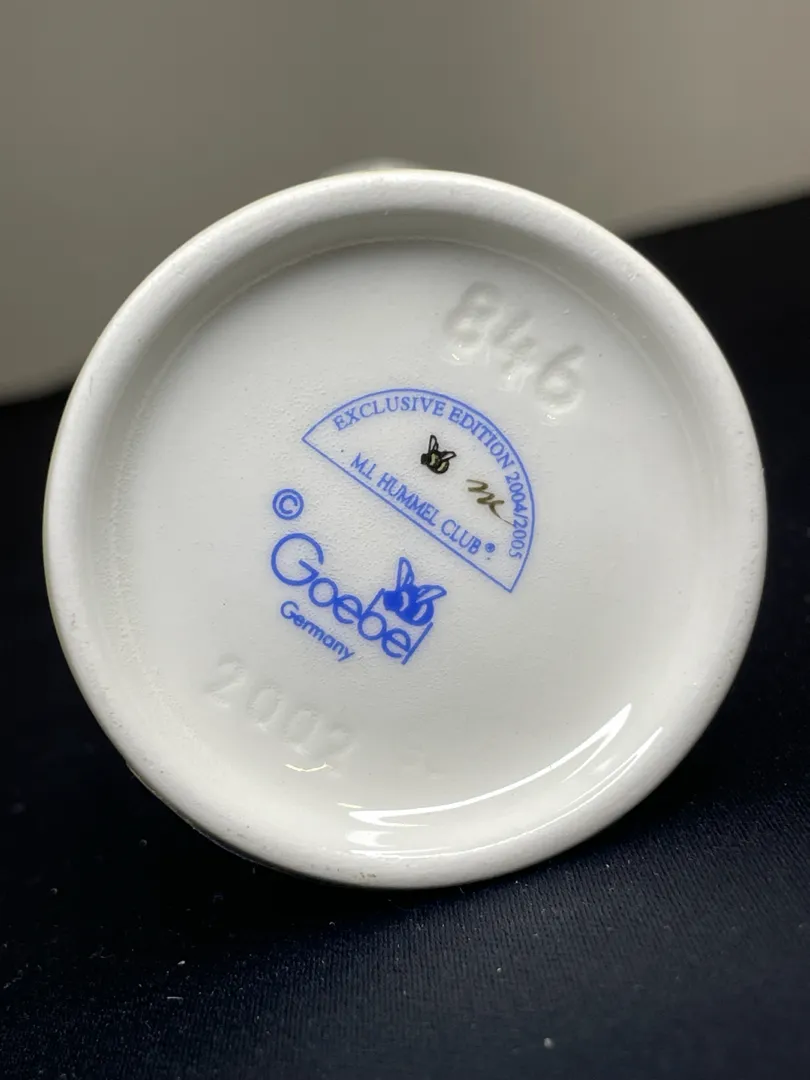 846
EXCLUSIVE EDITION 2004/2005
M.I. HUMMEL CLUB®
©
Goebel
Germany
2002